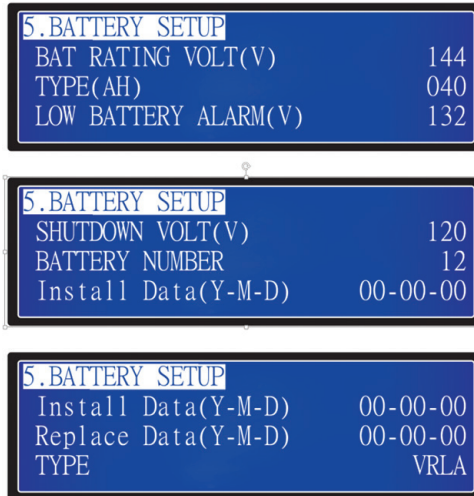 5.BATTERY SETUP
BAT RATING VOLT(V) 144
TYPE(AH) 040
LOW BATTERY ALARM(V) 132
5.BATTERY SETUP
SHUTDOWN VOLT(V) 120
BATTERY NUMBER 12
Install Data(Y-M-D) 00-00-00
5.BATTERY SETUP
Install Data(Y-M-D) 00-00-00
Replace Data(Y-M-D) 00-00-00
TYPE VRLA